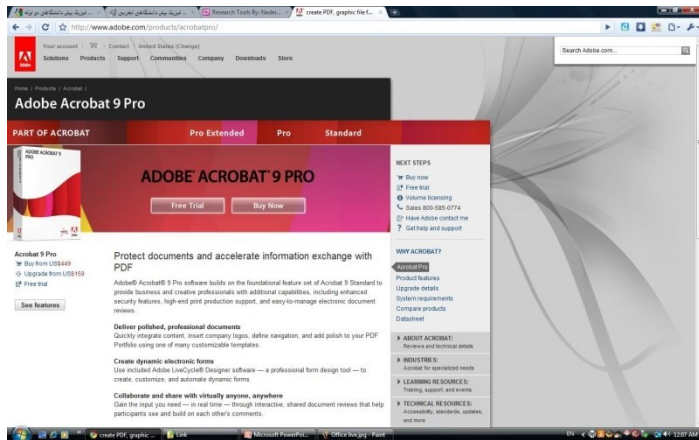 Research Tools By: Nader...
create PDF, graphic file f...
http://www.adobe.com/products/acrobatpro/
Your account
Contact
United States (Change)
Search Adobe.com...
Adobe
Solutions Products Support Communities Company Downloads Store
Home / Products / Acrobat /
Adobe Acrobat 9 Pro
PART OF ACROBAT Pro Extended Pro Standard
ADOBE ACROBAT 9 PRO
ADOBE® ACROBAT® 9 PRO
Free Trial Buy Now
NEXT STEPS
Buy now
Free trial
Volume licensing
Sales 800-585-0774
Have Adobe contact me
Get help and support
Acrobat 9 Pro
Buy from US$449
Upgrade from US$159
Free trial
See features
Protect documents and accelerate information exchange with
PDF
Adobe® Acrobat® 9 Pro software builds on the foundational feature set of Acrobat 9 Standard to
provide business and creative professionals with additional capabilities, including enhanced
security features, high-end print production support, and easy-to-manage electronic document
reviews.
Deliver polished, professional documents
Quickly integrate content, insert company logos, define navigation, and add polish to your PDF
Portfolio using one of many customizable templates.
Create dynamic electronic forms
Use included Adobe LiveCycle® Designer software — a professional form design tool — to
create, customize, and automate dynamic forms.
Collaborate and share with virtually anyone, anywhere
Gain the input you need — in real time — through interactive, shared document reviews that help
participants see and build on each other's comments.
WHY ACROBAT?
Acrobat Pro
Product features
Upgrade details
System requirements
Compare products
Datasheet
ABOUT ACROBAT:
Reviews and technical details
INDUSTRIES:
Acrobat for specialized needs
LEARNING RESOURCES:
Training, support, and events
TECHNICAL RESOURCES:
Accessibility, standards, updates,
and more
create PDF, graphic ... Link Microsoft PowerPoi... Office live.jpg - Paint EN 12:07 AM